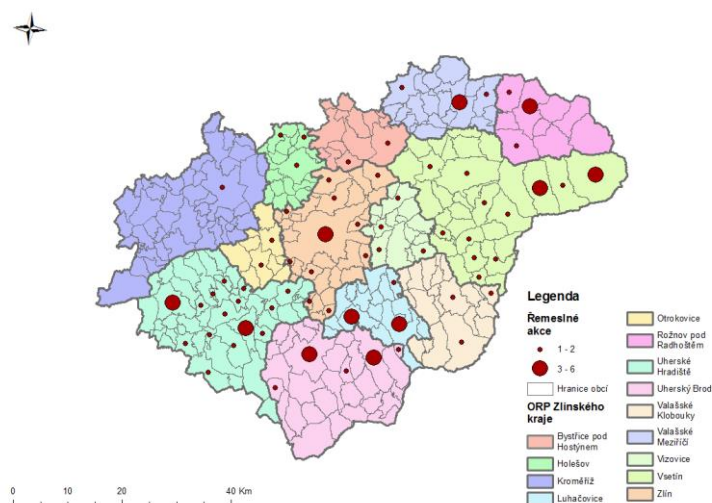 Legenda
Řemeslné
akce
1 - 2
3 - 6
Hranice obcí
ORP Zlínského
kraje
Bystřice pod
Hostýnem
Holešov
Kroměříž
Luhačovice
Otrokovice
Rožnov pod
Radhoštěm
Uherské
Hradiště
Uherský Brod
Valašské
Klobouky
Valašské
Meziříčí
Vizovice
Vsetín
Zlín
0 10 20 40 Km